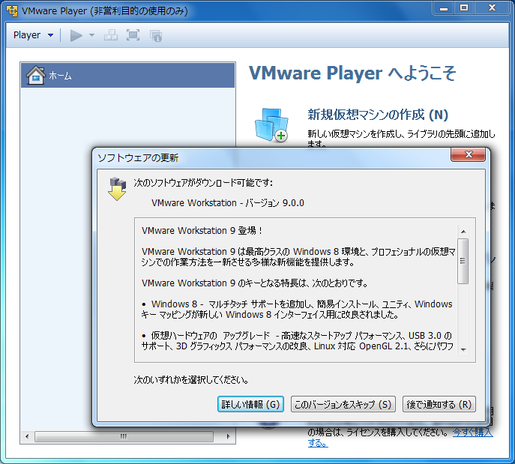 VMware Player (非営利目的の使用のみ)
Player
ホーム
VMware Player へようこそ
新規仮想マシンの作成 (N)
新しい仮想マシンを作成し、ライブラリの先頭に追加し
ます。
ソフトウェアの更新
次のソフトウェアがダウンロード可能です:
VMware Workstation - バージョン 9.0.0
VMware Workstation 9 登場！
VMware Workstation 9 は最高クラスの Windows 8 環境と、プロフェショナルの仮想マ
シンでの作業方法を一新させる多様な新機能を提供します。
VMware Workstation 9 のキーとなる特長は、次のとおりです。
• Windows 8 - マルチタッチ サポートを追加し、簡易インストール、ユニティ、Windows
キー マッピングが新しい Windows 8 インターフェイス用に改良されました。
• 仮想ハードウェアの アップグレード - 高速なスタートアップ パフォーマンス、USB 3.0 の
サポート、3D グラフィックス パフォーマンスの改良、Linux 対応 OpenGL 2.1、さらにパワフ
次のいずれかを選択してください。
詳しい情報 (G)
このバージョンをスキップ (S)
後で通知する (R)
の場合は、ライセンスを購入してください。 今すぐ購入
する。